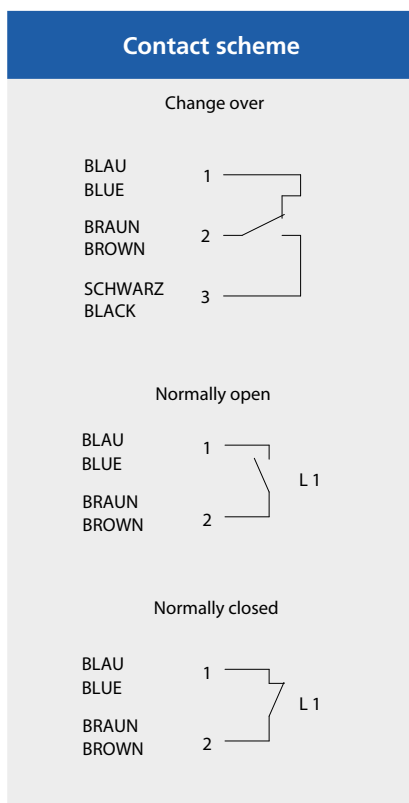 Contact scheme
Change over
BLAU
BLUE
1
BRAUN
BROWN
2
SCHWARZ
BLACK
3
Normally open
BLAU
BLUE
1
L 1
BRAUN
BROWN
2
Normally closed
BLAU
BLUE
1
L 1
BRAUN
BROWN
2